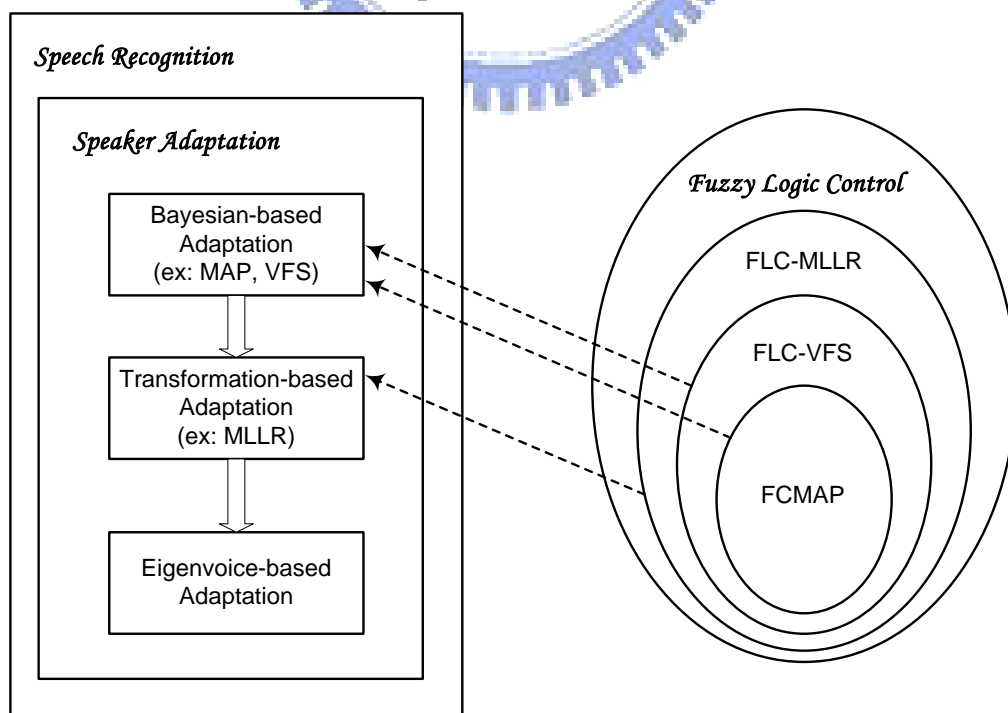 Speech Recognition
Speaker Adaptation
Bayesian-based
Adaptation
(ex: MAP, VFS)
Transformation-based
Adaptation
(ex: MLLR)
Eigenvoice-based
Adaptation
Fuzzy Logic Control
FLC-MLLR
FLC-VFS
FCMAP